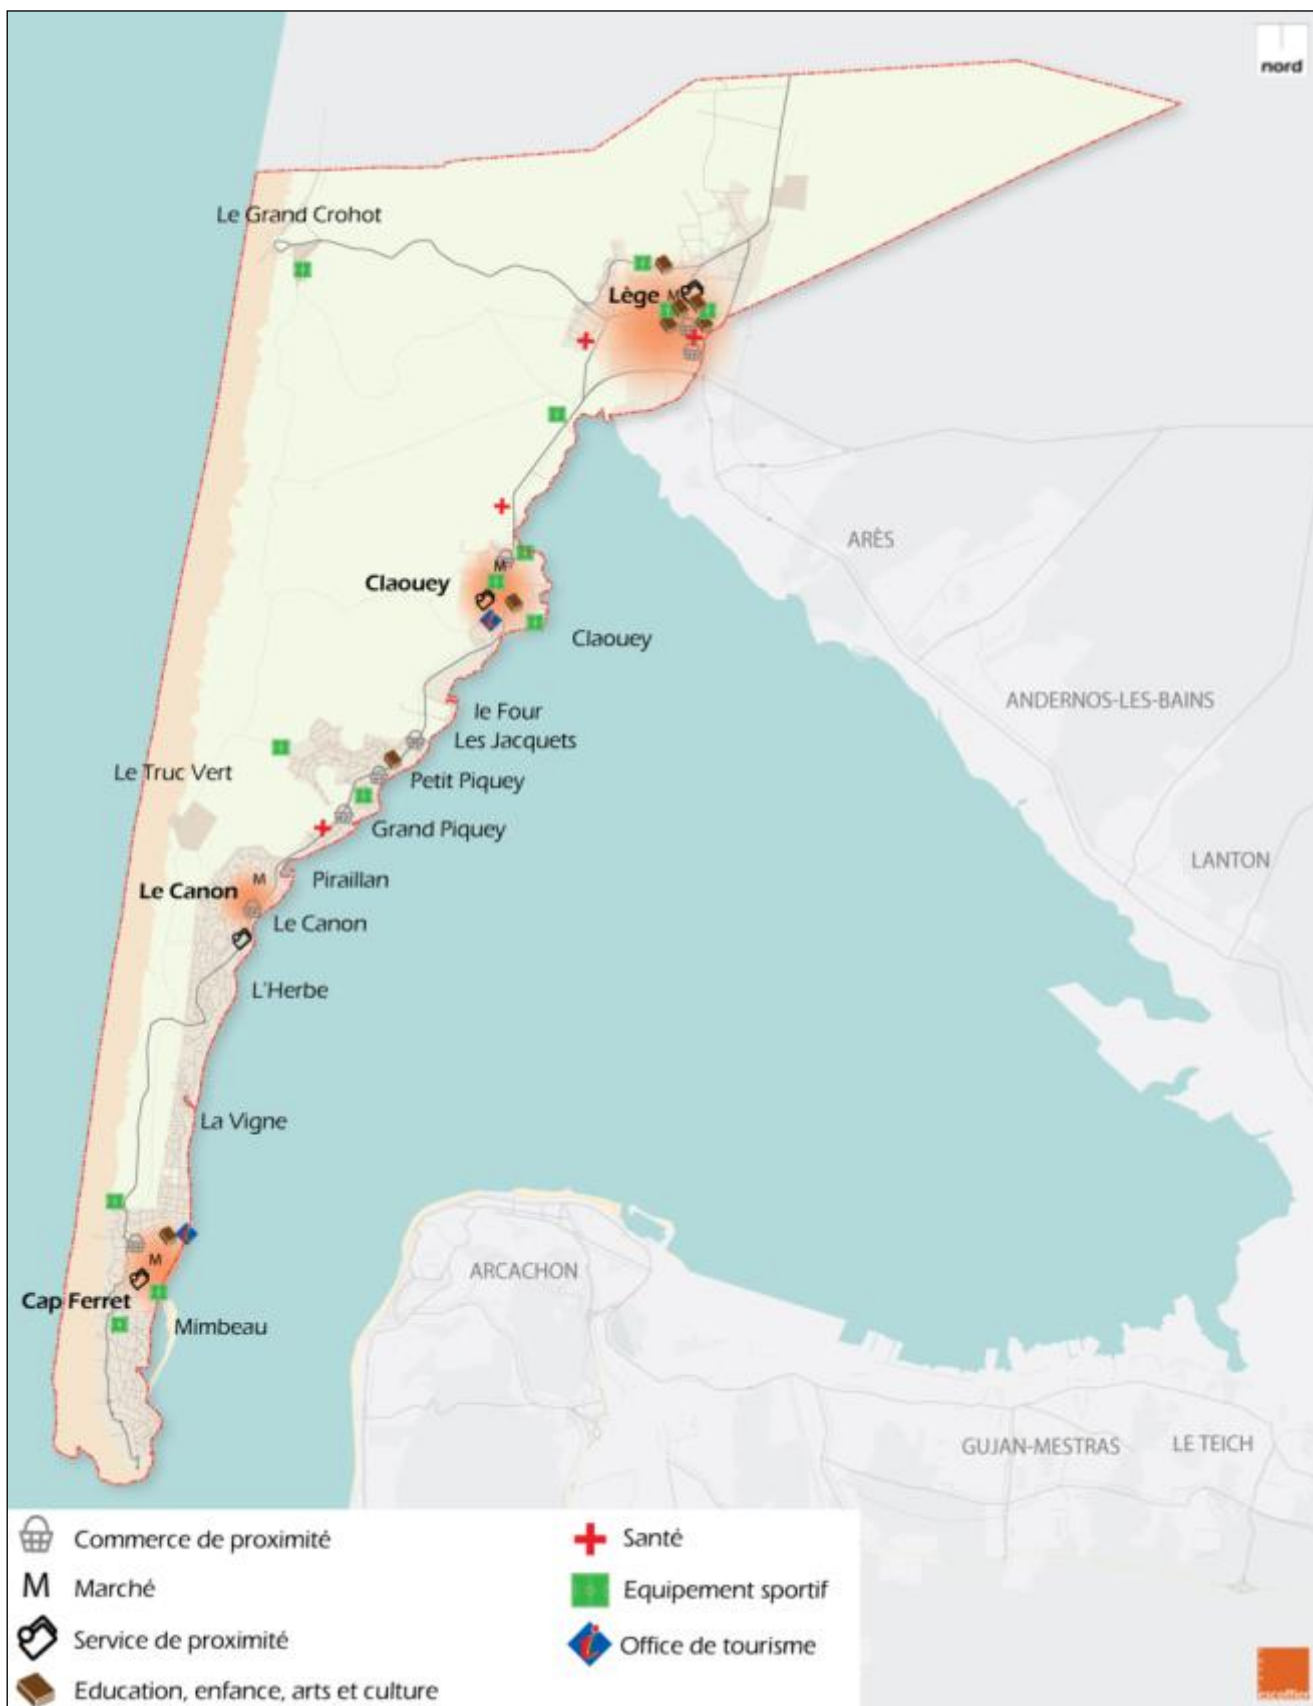 nord
Le Grand Crohot
Lège M
ARÈS
M
Claouey
Claouey
ANDERNOS-LES-BAINS
le Four
Les Jacquets
Le Truc Vert
Petit Piquey
Grand Piquey
LANTON
M
Piraillan
Le Canon
Le Canon
L'Herbe
La Vigne
M
ARCACHON
Cap Ferret
Mimbeau
GUJAN-MESTRAS
LE TEICH
Commerce de proximité
M Marché
Service de proximité
Education, enfance, arts et culture
Santé
Equipement sportif
i Office de tourisme
escoffier